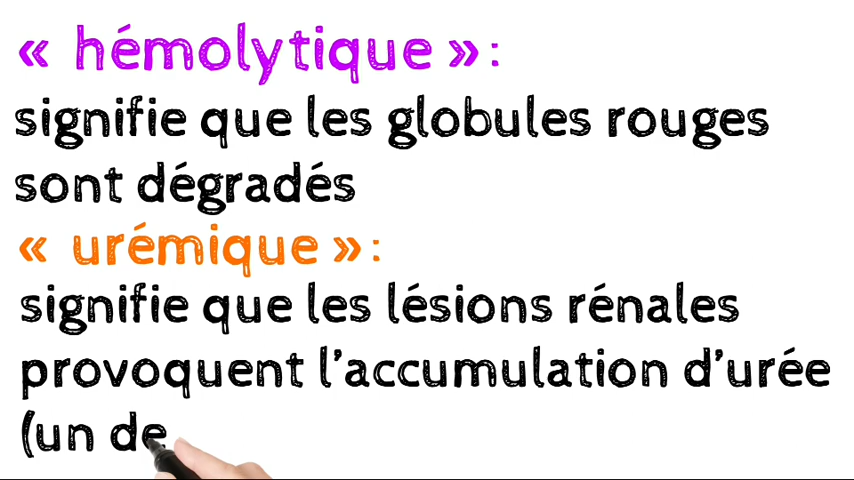 « hémolytique » :
signifie que les globules rouges
sont dégradés
« urémique » :
signifie que les lésions rénales
provoquent l’accumulation d’urée
(un de